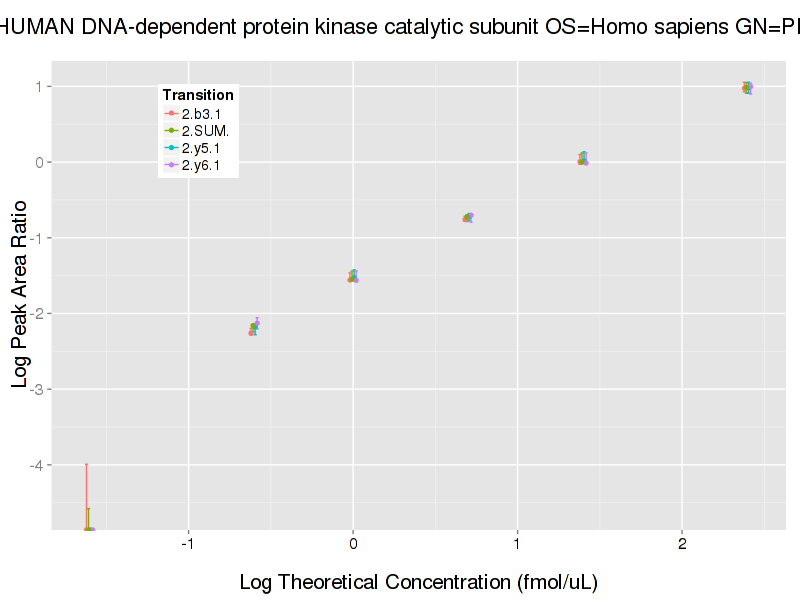 HUMAN DNA-dependent protein kinase catalytic subunit OS=Homo sapiens GN=
Transition
2.b3.1
2.SUM.
2.y5.1
2.y6.1
Log Peak Area Ratio
1
0
-1
-2
-3
-4
-1 0 1 2
Log Theoretical Concentration (fmol/uL)